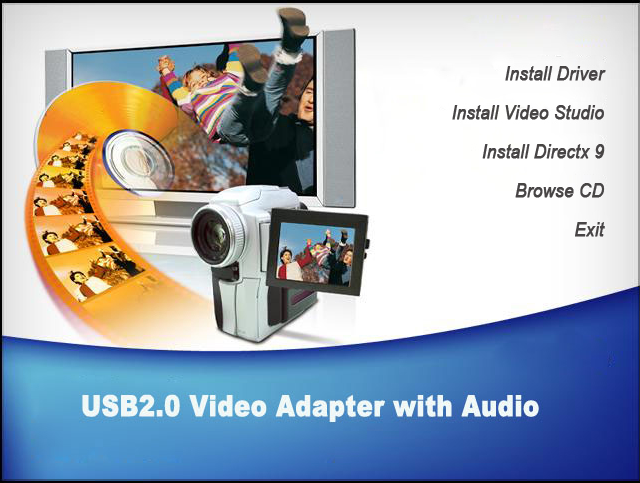 Install Driver
Install Video Studio
Install Directx 9
Browse CD
Exit
USB2.0 Video Adapter with Audio